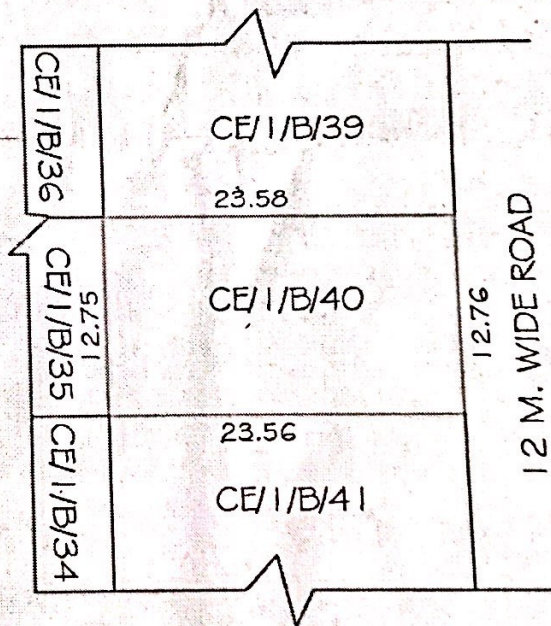 CE/1/B/36
CE/1/B/39
23.58
CE/1/B/35
12.75
CE/1/B/40
12.76
12 M. WIDE ROAD
23.56
CE/1/B/34
CE/1/B/41